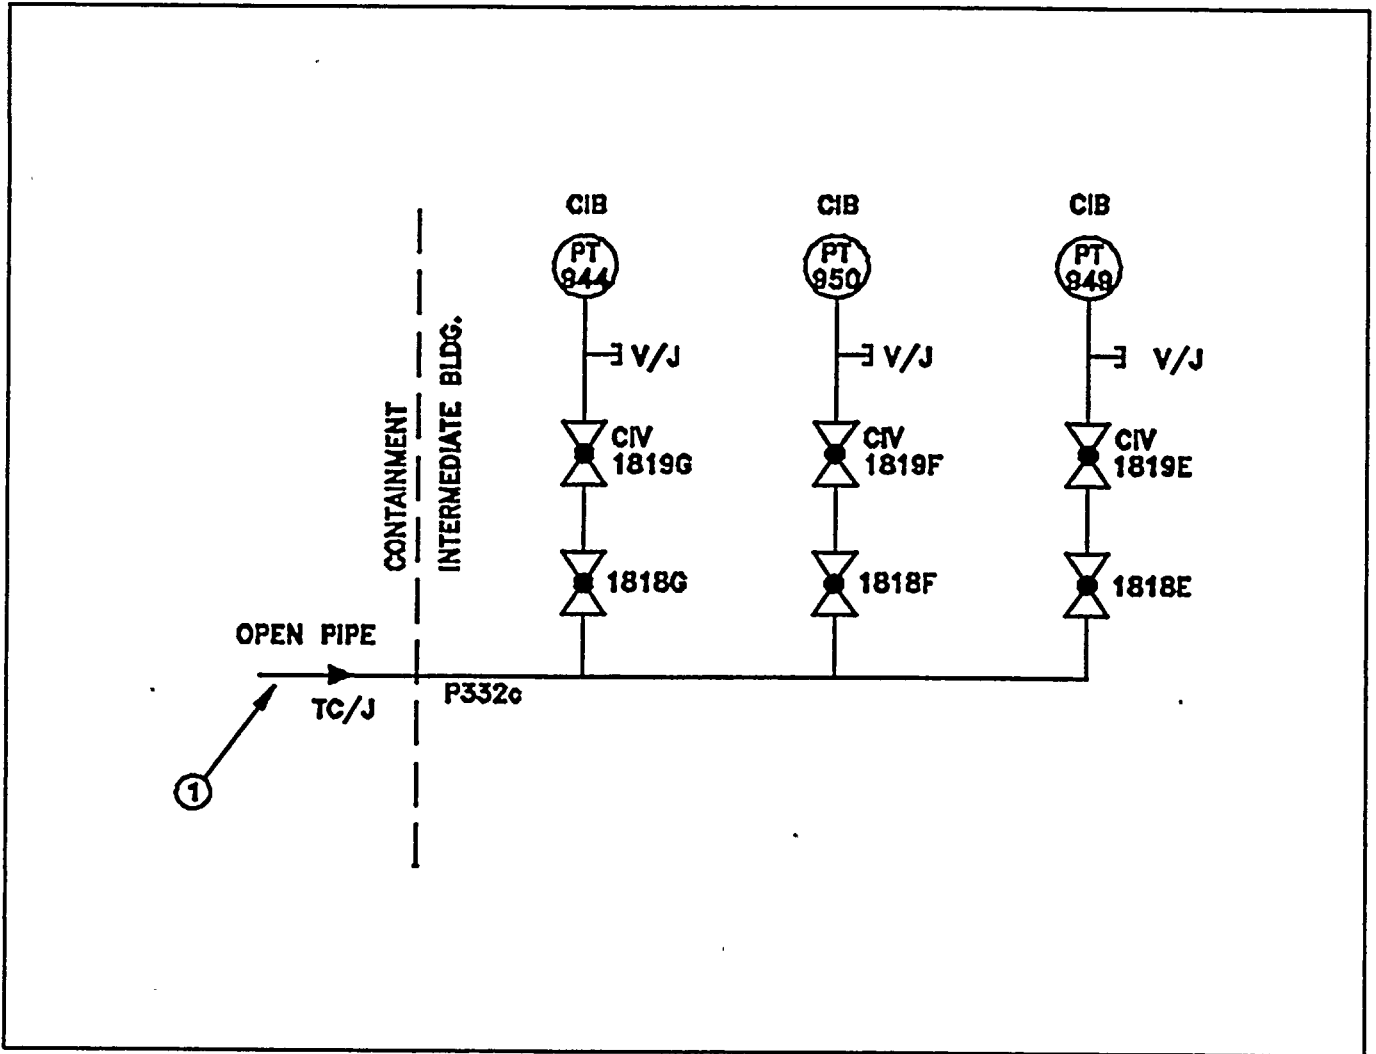 CIB
CIB
CIB
PT
944
PT
950
PT
949
V/J
V/J
V/J
CIV
1819G
CIV
1819F
CIV
1819E
CONTAINMENT
INTERMEDIATE BLDG.
1818G
1818F
1818E
OPEN PIPE
TC/J
P332c
1